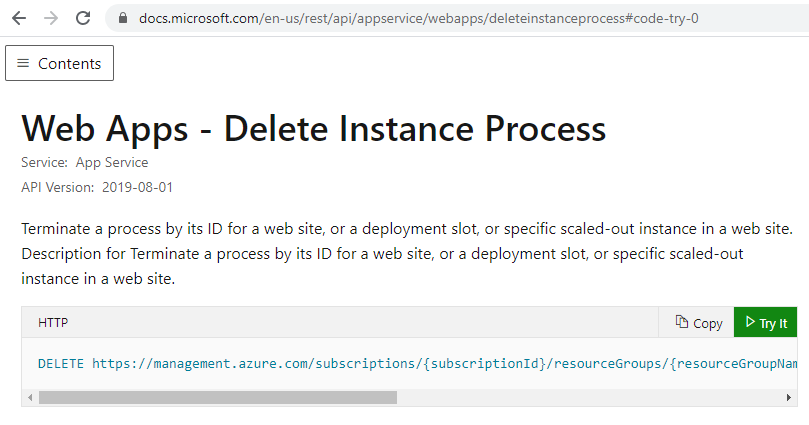 docs.microsoft.com/en-us/rest/api/appservice/webapps/deleteinstanceprocess#code-try-0
Contents
Web Apps - Delete Instance Process
Service: App Service
API Version: 2019-08-01
Terminate a process by its ID for a web site, or a deployment slot, or specific scaled-out instance in a web site.
Description for Terminate a process by its ID for a web site, or a deployment slot, or specific scaled-out
instance in a web site.
HTTP Copy Try It
DELETE https://management.azure.com/subscriptions/{subscriptionId}/resourceGroups/{resourceGroupNam